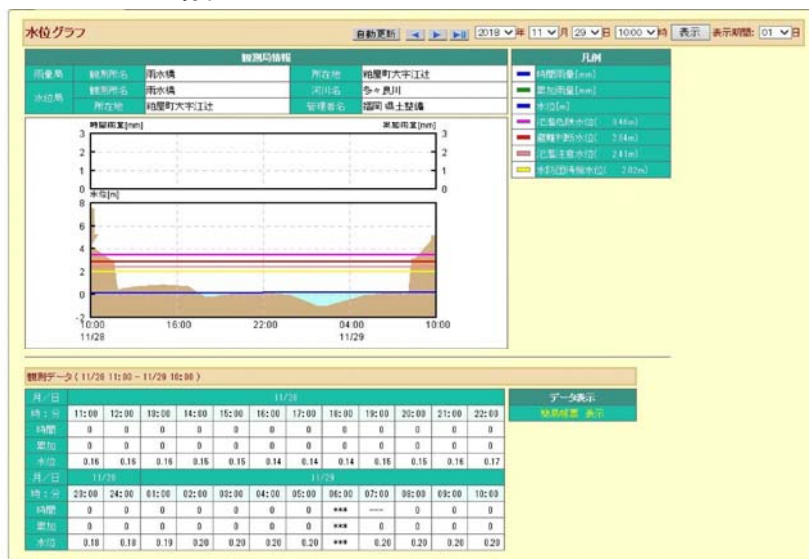 水位グラフ
自動更新 2018 年 11 月 29 日 10:00 時 表示 表示期間: 01 日
観測局情報
雨量局 観測所名 雨水橋 所在地 粕屋町大字江辻
水位局 観測所名 雨水橋 河川名 多々良川
所在地 粕屋町大字江辻 管理者名 福岡県土整備
凡例
時間雨量[mm]
累加雨量[mm]
水位[m]
氾濫危険水位( 3.46m)
避難判断水位( 2.84m)
氾濫注意水位( 2.41m)
水防団待機水位( 2.02m)
時間雨量[mm] 累加雨量[mm]
3 3
2 2
1 1
0 0
水位[m]
8
6
4
2
0
-2
10:00 16:00 22:00 04:00 10:00
11/28 11/29
観測データ( 11/28 11:00 - 11/29 10:00 )
月/日 11/28
時:分 11:00 12:00 13:00 14:00 15:00 16:00 17:00 18:00 19:00 20:00 21:00 22:00
時間 0 0 0 0 0 0 0 0 0 0 0 0
累加 0 0 0 0 0 0 0 0 0 0 0 0
水位 0.16 0.15 0.16 0.15 0.15 0.14 0.14 0.14 0.15 0.15 0.16 0.17
月/日 11/28 11/29
時:分 23:00 24:00 01:00 02:00 03:00 04:00 05:00 06:00 07:00 08:00 09:00 10:00
時間 0 0 0 0 0 0 0 *** --- 0 0 0
累加 0 0 0 0 0 0 0 *** 0 0 0 0
水位 0.18 0.18 0.19 0.20 0.20 0.20 0.20 *** 0.20 0.20 0.20 0.20
データ表示
簡易帳票 表示